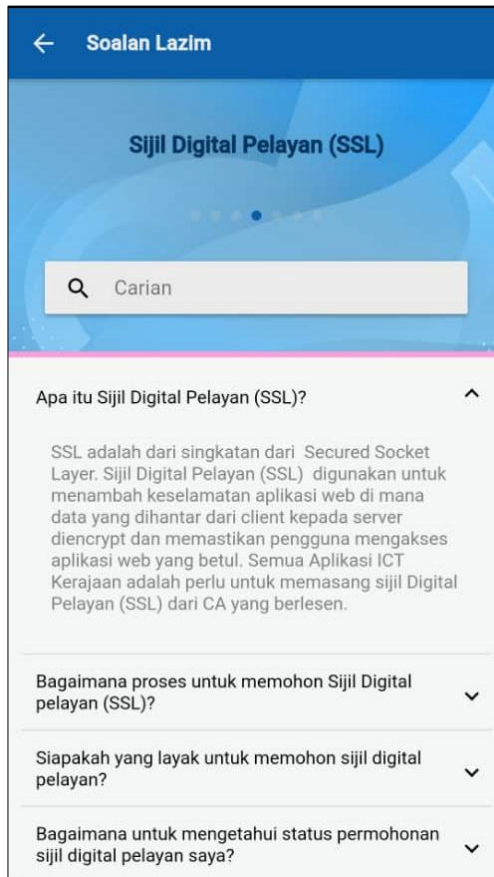 Soalan Lazim
Sijil Digital Pelayan (SSL)
Carian
Apa itu Sijil Digital Pelayan (SSL)?
SSL adalah dari singkatan dari Secured Socket
Layer. Sijil Digital Pelayan (SSL) digunakan untuk
menambah keselamatan aplikasi web di mana
data yang dihantar dari client kepada server
diencrypt dan memastikan pengguna mengakses
aplikasi web yang betul. Semua Aplikasi ICT
Kerajaan adalah perlu untuk memasang sijil Digital
Pelayan (SSL) dari CA yang berlesen.
Bagaimana proses untuk memohon Sijil Digital
pelayan (SSL)?
Siapakah yang layak untuk memohon sijil digital
pelayan?
Bagaimana untuk mengetahui status permohonan
sijil digital pelayan saya?